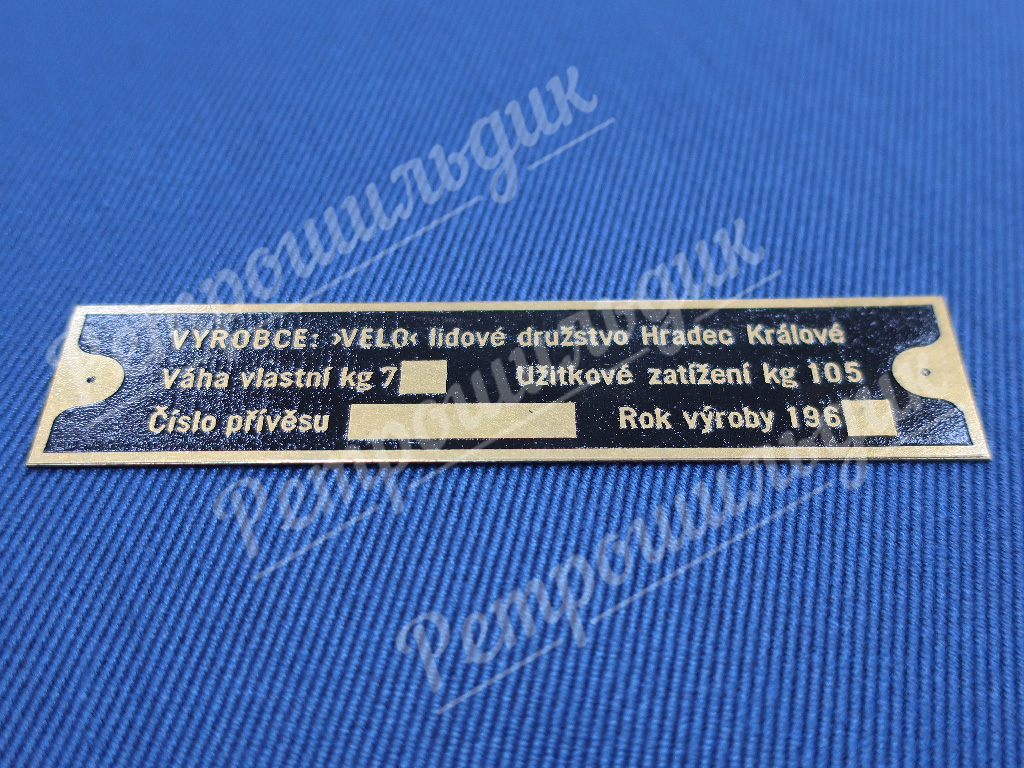 VYROBCE: ›VELO‹ lidové družstvo Hradec Králové
Váha vlastní kg 7 Užitkové zatížení kg 105
Číslo přívěsu Rok výroby 196
Ретрошильдик
Ретрошильдик
Ретрошильдик